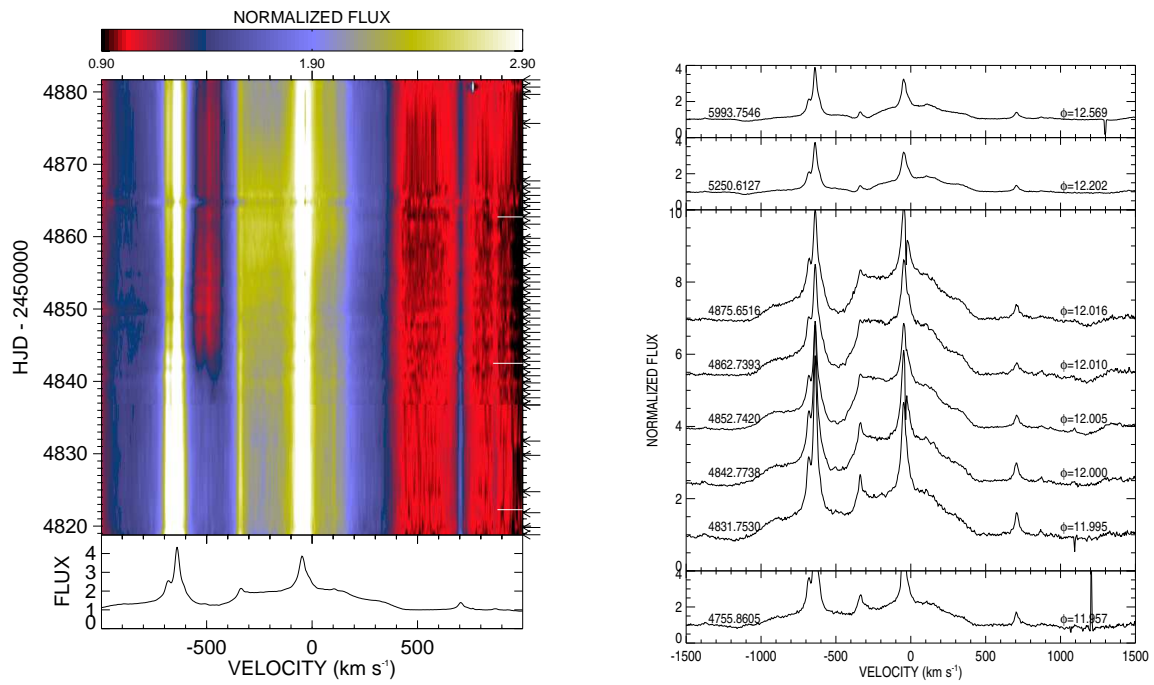 NORMALIZED FLUX
0.90 1.90 2.90
HJD - 2450000
4880
4870
4860
4850
4840
4830
4820
FLUX
4
3
2
1
0
-500 0 500
VELOCITY (km s-1)
NORMALIZED FLUX
4
2
0
5993.7546 ϕ=12.569
4
2
0
5250.6127 ϕ=12.202
10
8
4875.6516 ϕ=12.016
6
4862.7393 ϕ=12.010
4852.7420 ϕ=12.005
4
4842.7738 ϕ=12.000
2
4831.7530 ϕ=11.995
0
4
2
4755.8605 ϕ=11.957
0
-1500 -1000 -500 0 500 1000 1500
VELOCITY (km s-1)